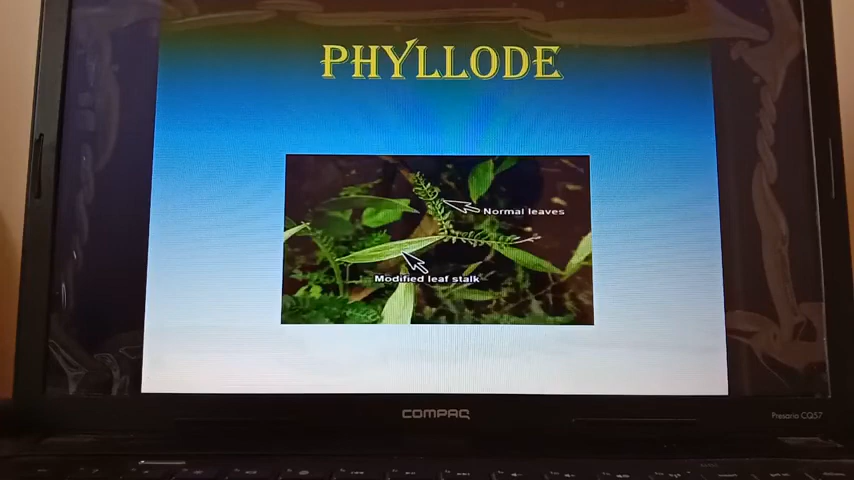 PHYLLODE
Normal leaves
Modified leaf stalk
COMPAQ
Presario CQ57